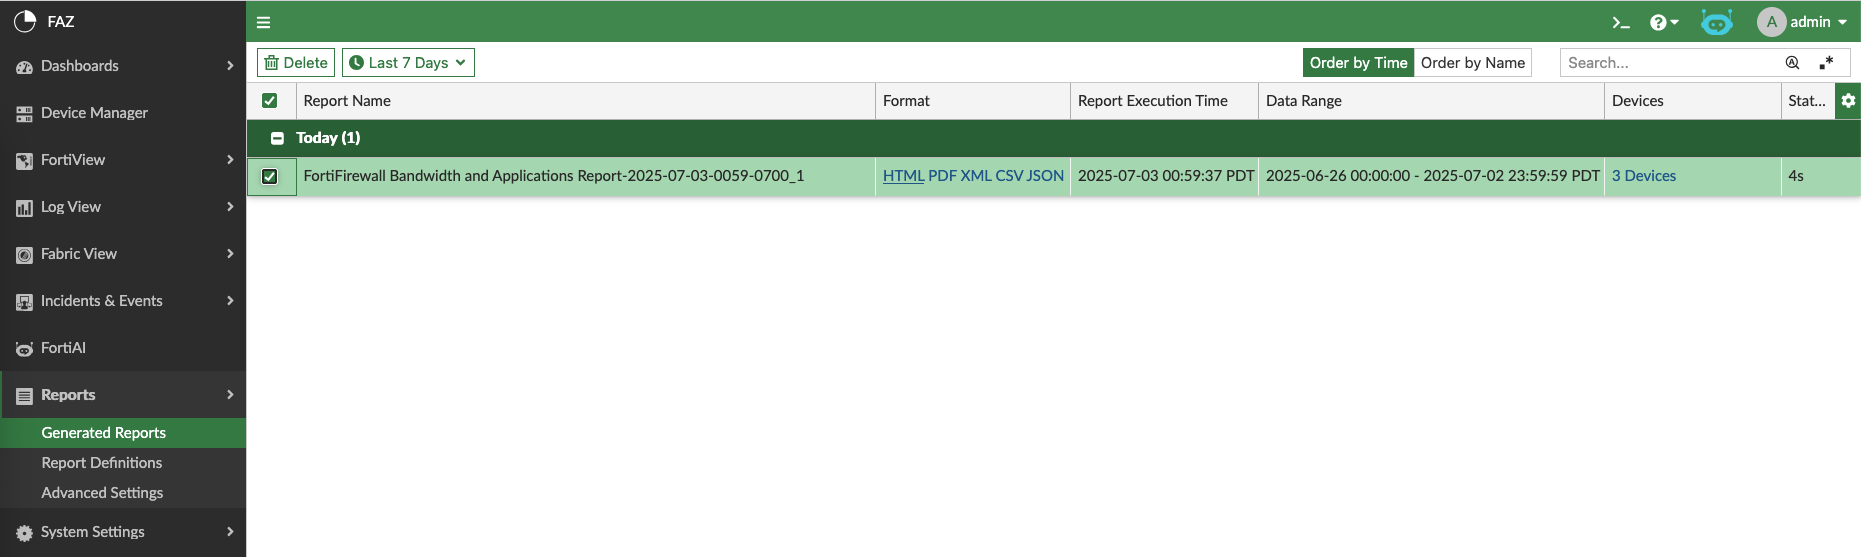 FAZ
A admin
Dashboards
Device Manager
FortiView
Log View
Fabric View
Incidents & Events
FortiAI
Reports
Generated Reports
Report Definitions
Advanced Settings
System Settings
Delete Last 7 Days Order by Time Order by Name Search...
Report Name Format Report Execution Time Data Range Devices Stat...
Today (1)
FortiFirewall Bandwidth and Applications Report-2025-07-03-0059-0700_1 HTML PDF XML CSV JSON 2025-07-03 00:59:37 PDT 2025-06-26 00:00:00 - 2025-07-02 23:59:59 PDT 3 Devices 4s